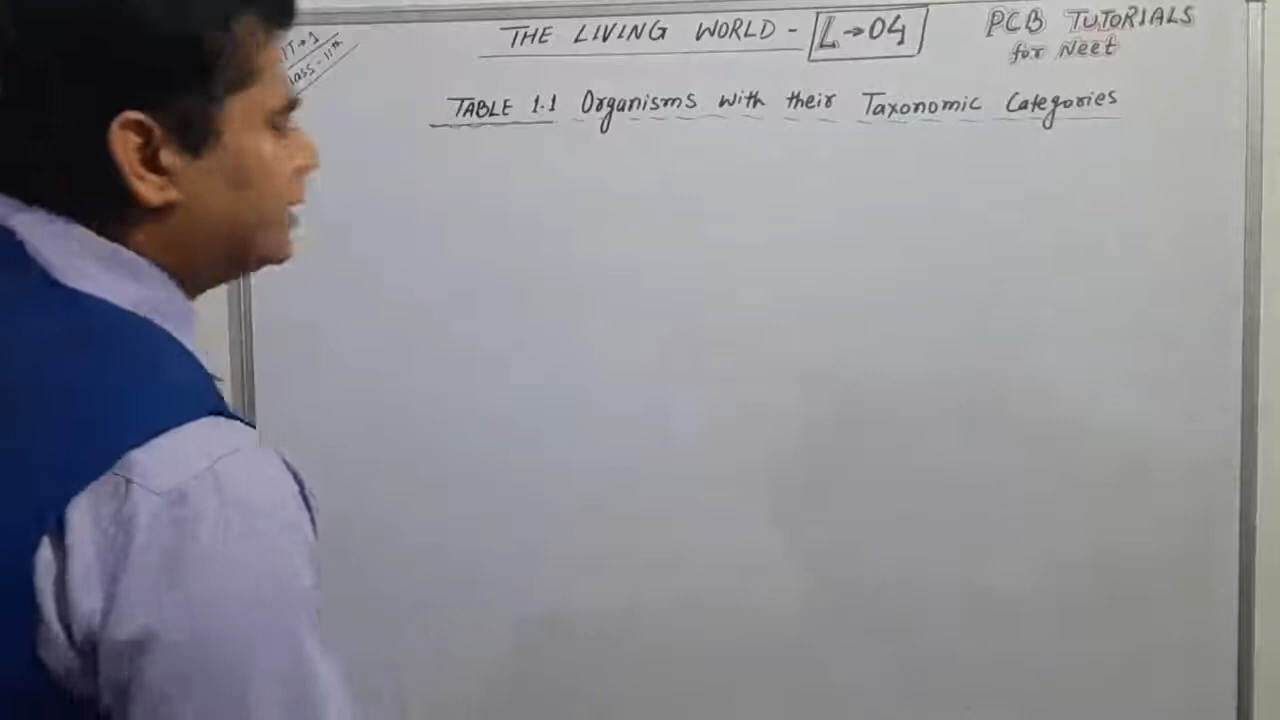 THE LIVING WORLD - L→04
PCB TUTORIALS
for Neet
TABLE 1.1 Organisms with their Taxonomic Categories